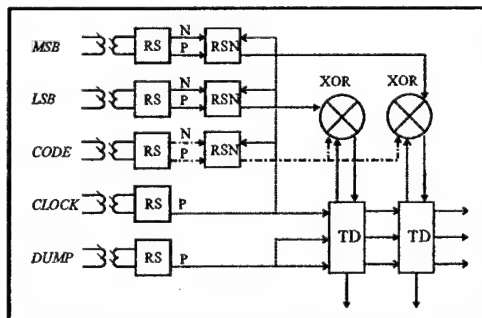 MSB RS N P RSN
XOR XOR
LSB RS N P RSN
CODE RS N P RSN
CLOCK RS P
TD TD
DUMP RS P